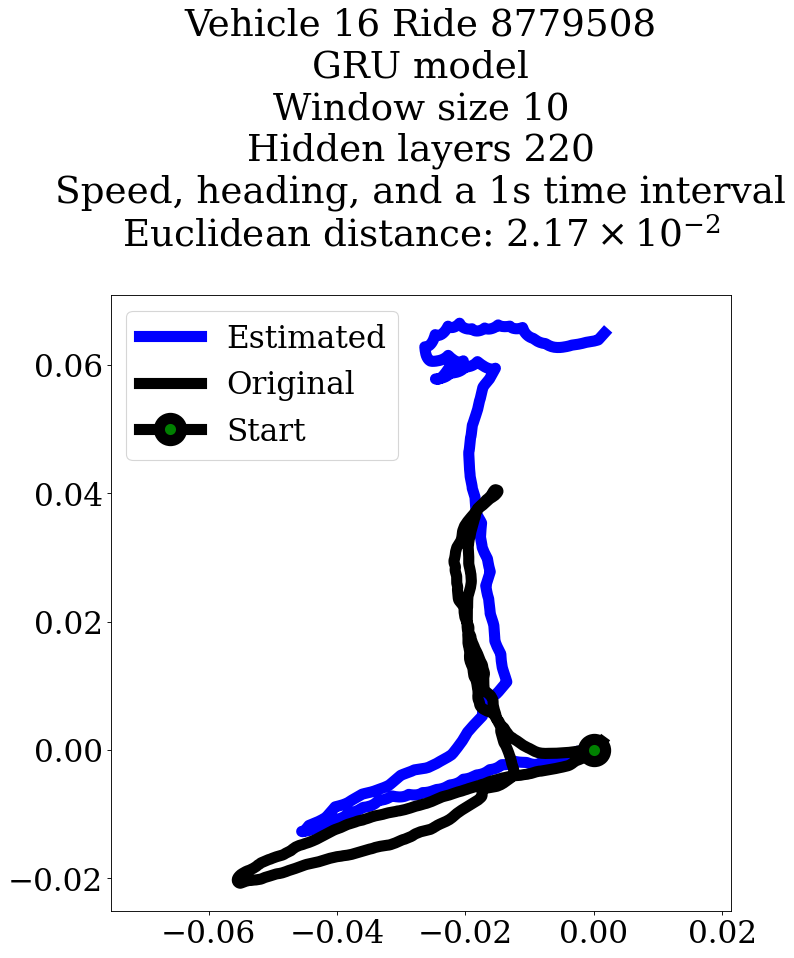 Vehicle 16 Ride 8779508
GRU model
Window size 10
Hidden layers 220
Speed, heading, and a 1s time interval
Euclidean distance: 2.17 × 10⁻²
Estimated
Original
Start
0.06
0.04
0.02
0.00
−0.02
−0.06 −0.04 −0.02 0.00 0.02